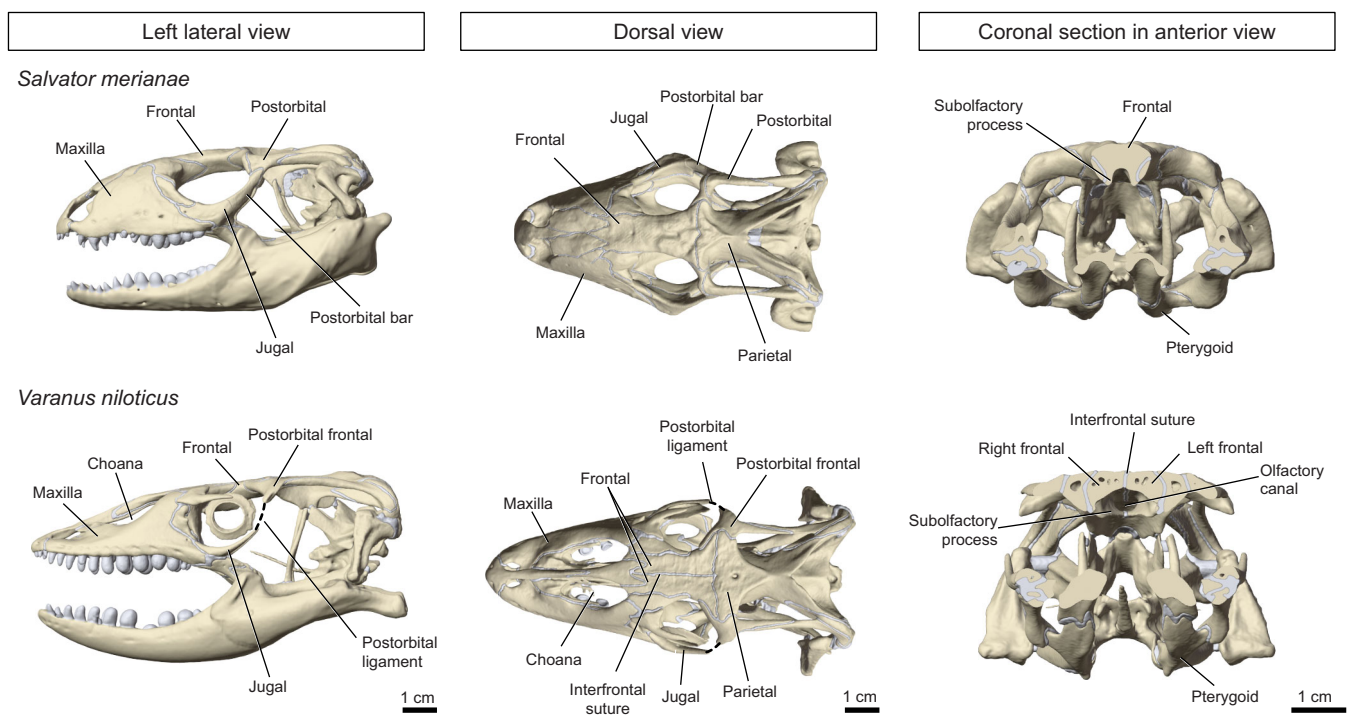 Left lateral view
Dorsal view
Coronal section in anterior view
Salvator merianae
Frontal
Postorbital
Maxilla
Postorbital bar
Jugal
Postorbital bar
Jugal
Postorbital
Frontal
Maxilla
Parietal
Subolfactory
process
Frontal
Pterygoid
Varanus niloticus
Postorbital frontal
Frontal
Choana
Maxilla
Postorbital
ligament
Jugal
1 cm
Postorbital
ligament
Postorbital frontal
Frontal
Maxilla
Choana
Interfrontal
suture
Jugal
Parietal
1 cm
Interfrontal suture
Right frontal
Left frontal
Olfactory
canal
Subolfactory
process
Pterygoid
1 cm